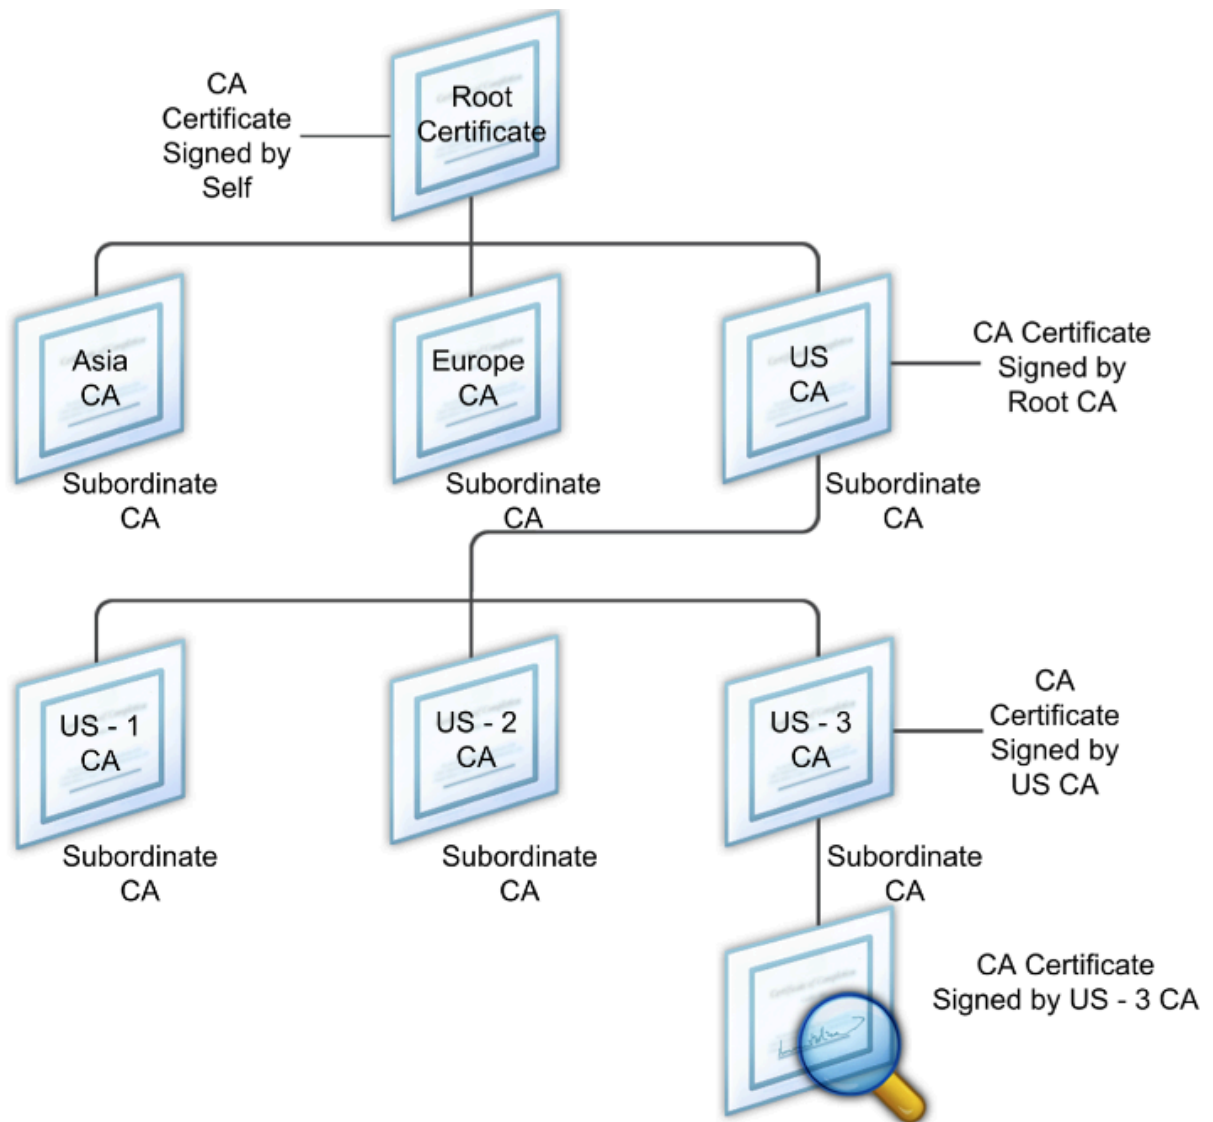 CA
Certificate
Signed by
Self
Root
Certificate
Asia
CA
Europe
CA
US
CA
CA Certificate
Signed by
Root CA
Subordinate
CA
Subordinate
CA
Subordinate
CA
US - 1
CA
US - 2
CA
US - 3
CA
CA
Certificate
Signed by
US CA
Subordinate
CA
Subordinate
CA
Subordinate
CA
CA Certificate
Signed by US - 3 CA